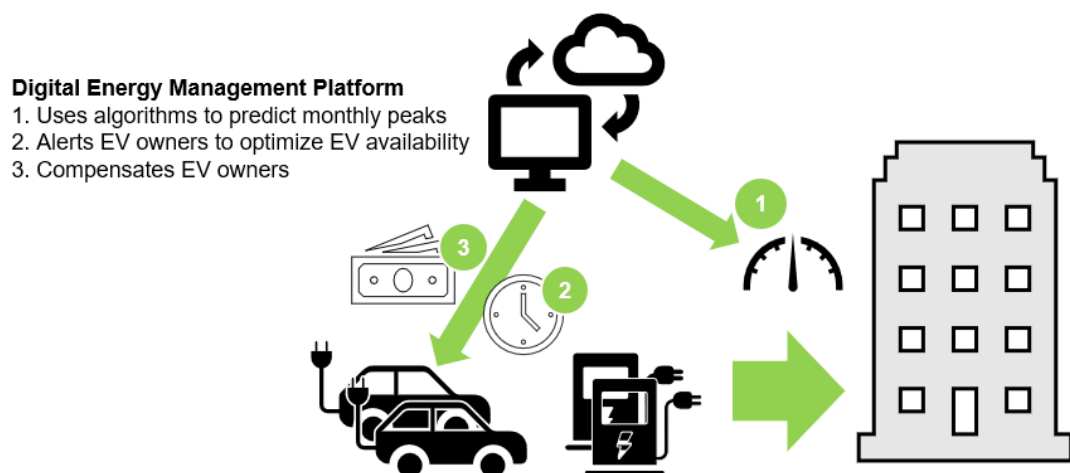 Digital Energy Management Platform
1. Uses algorithms to predict monthly peaks
2. Alerts EV owners to optimize EV availability
3. Compensates EV owners
1
3
2